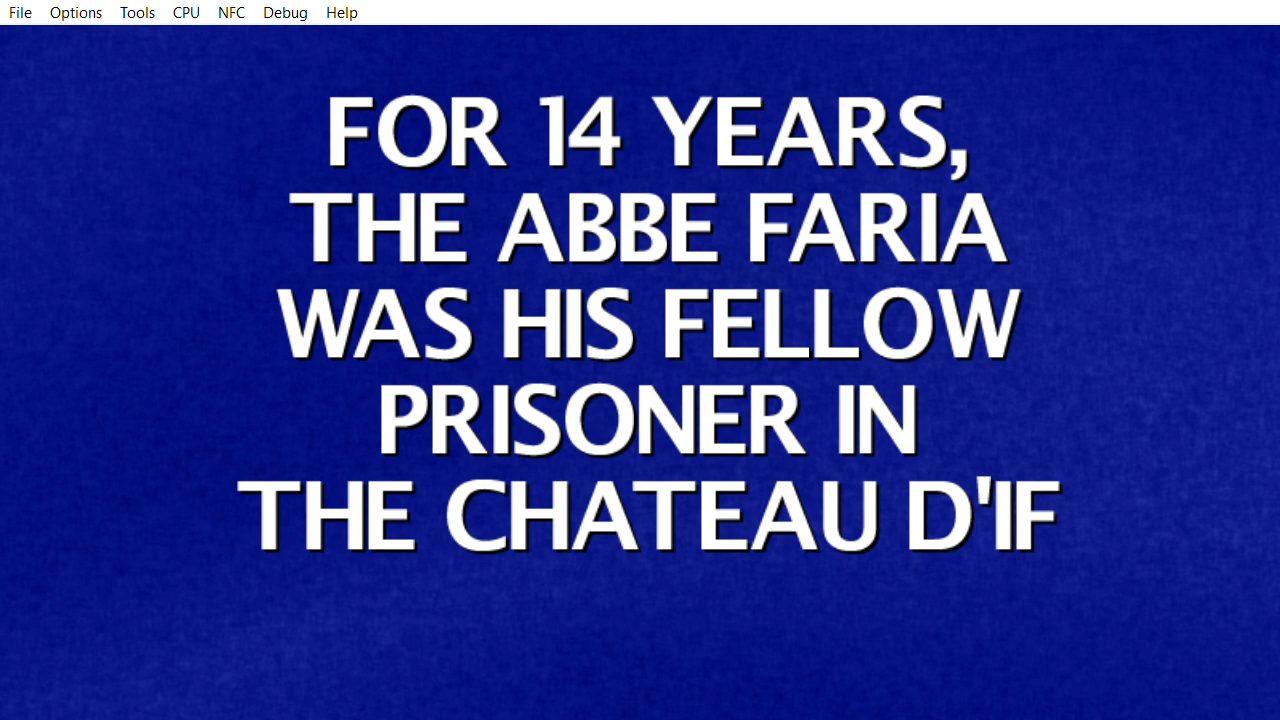 File Options Tools CPU NFC Debug Help
FOR 14 YEARS,
THE ABBE FARIA
WAS HIS FELLOW
PRISONER IN
THE CHATEAU D'IF